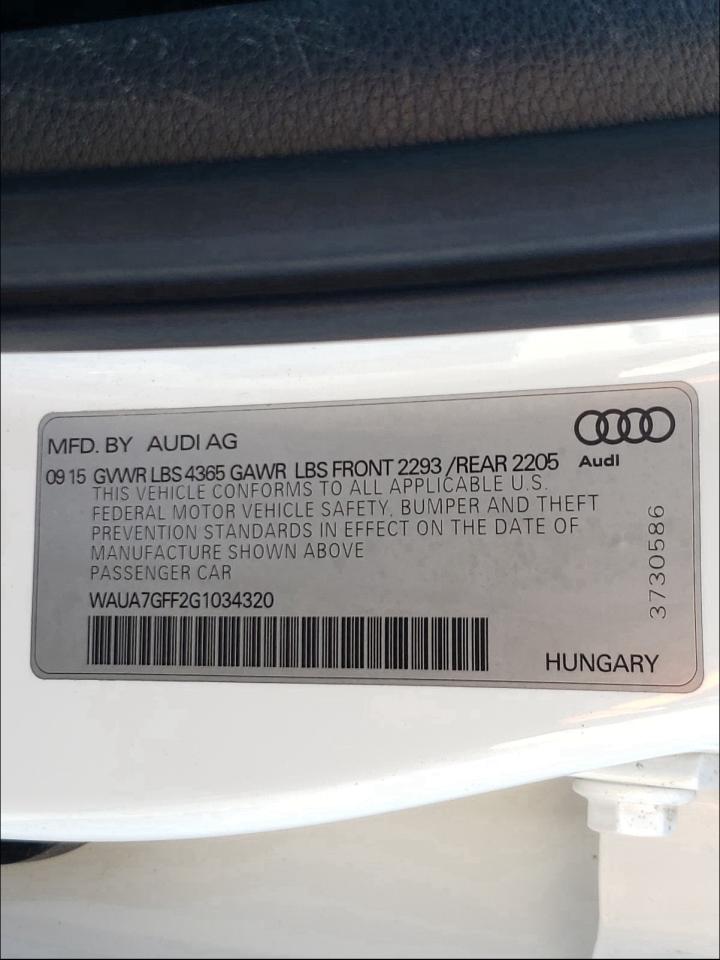 MFD. BY AUDI AG
09 15 GVWR LBS 4365 GAWR LBS FRONT 2293 /REAR 2205
Audi
THIS VEHICLE CONFORMS TO ALL APPLICABLE U.S.
FEDERAL MOTOR VEHICLE SAFETY, BUMPER AND THEFT
PREVENTION STANDARDS IN EFFECT ON THE DATE OF
MANUFACTURE SHOWN ABOVE
PASSENGER CAR
WAUA7GFF2G1034320
3730586
HUNGARY